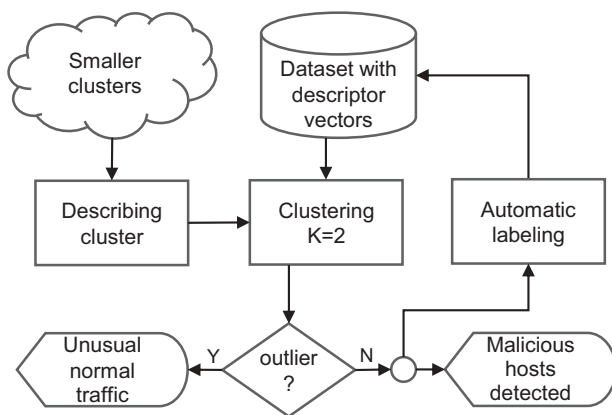 Smaller
clusters
Dataset with
descriptor
vectors
Describing
cluster
Clustering
K=2
Automatic
labeling
Y
outlier
?
N
Unusual
normal
traffic
Malicious
hosts
detected